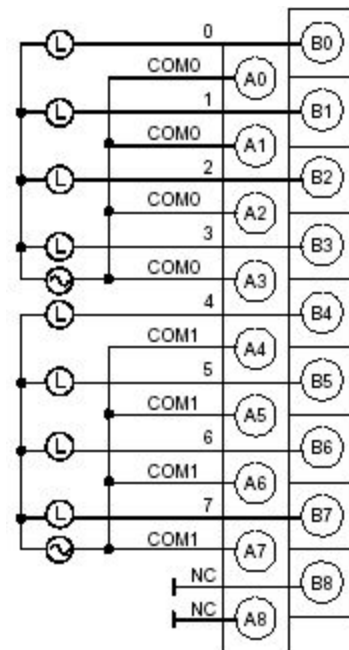 L 0 B0
COM0 A0
L 1 B1
COM0 A1
L 2 B2
COM0 A2
L 3 B3
COM0 A3
L 4 B4
COM1 A4
L 5 B5
COM1 A5
L 6 B6
COM1 A6
L 7 B7
COM1 A7
NC B8
NC A8